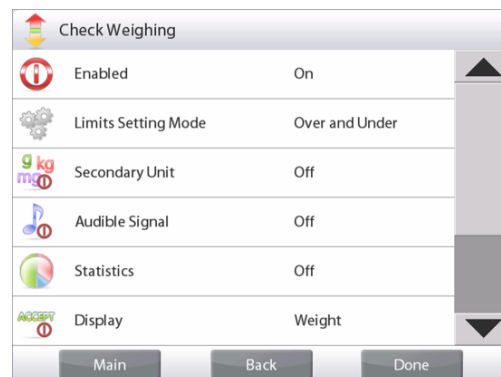 Check Weighing
Enabled On
Limits Setting Mode Over and Under
g kg
mg
Secondary Unit Off
Audible Signal Off
Statistics Off
ACCEPT
Display Weight
Main Back Done